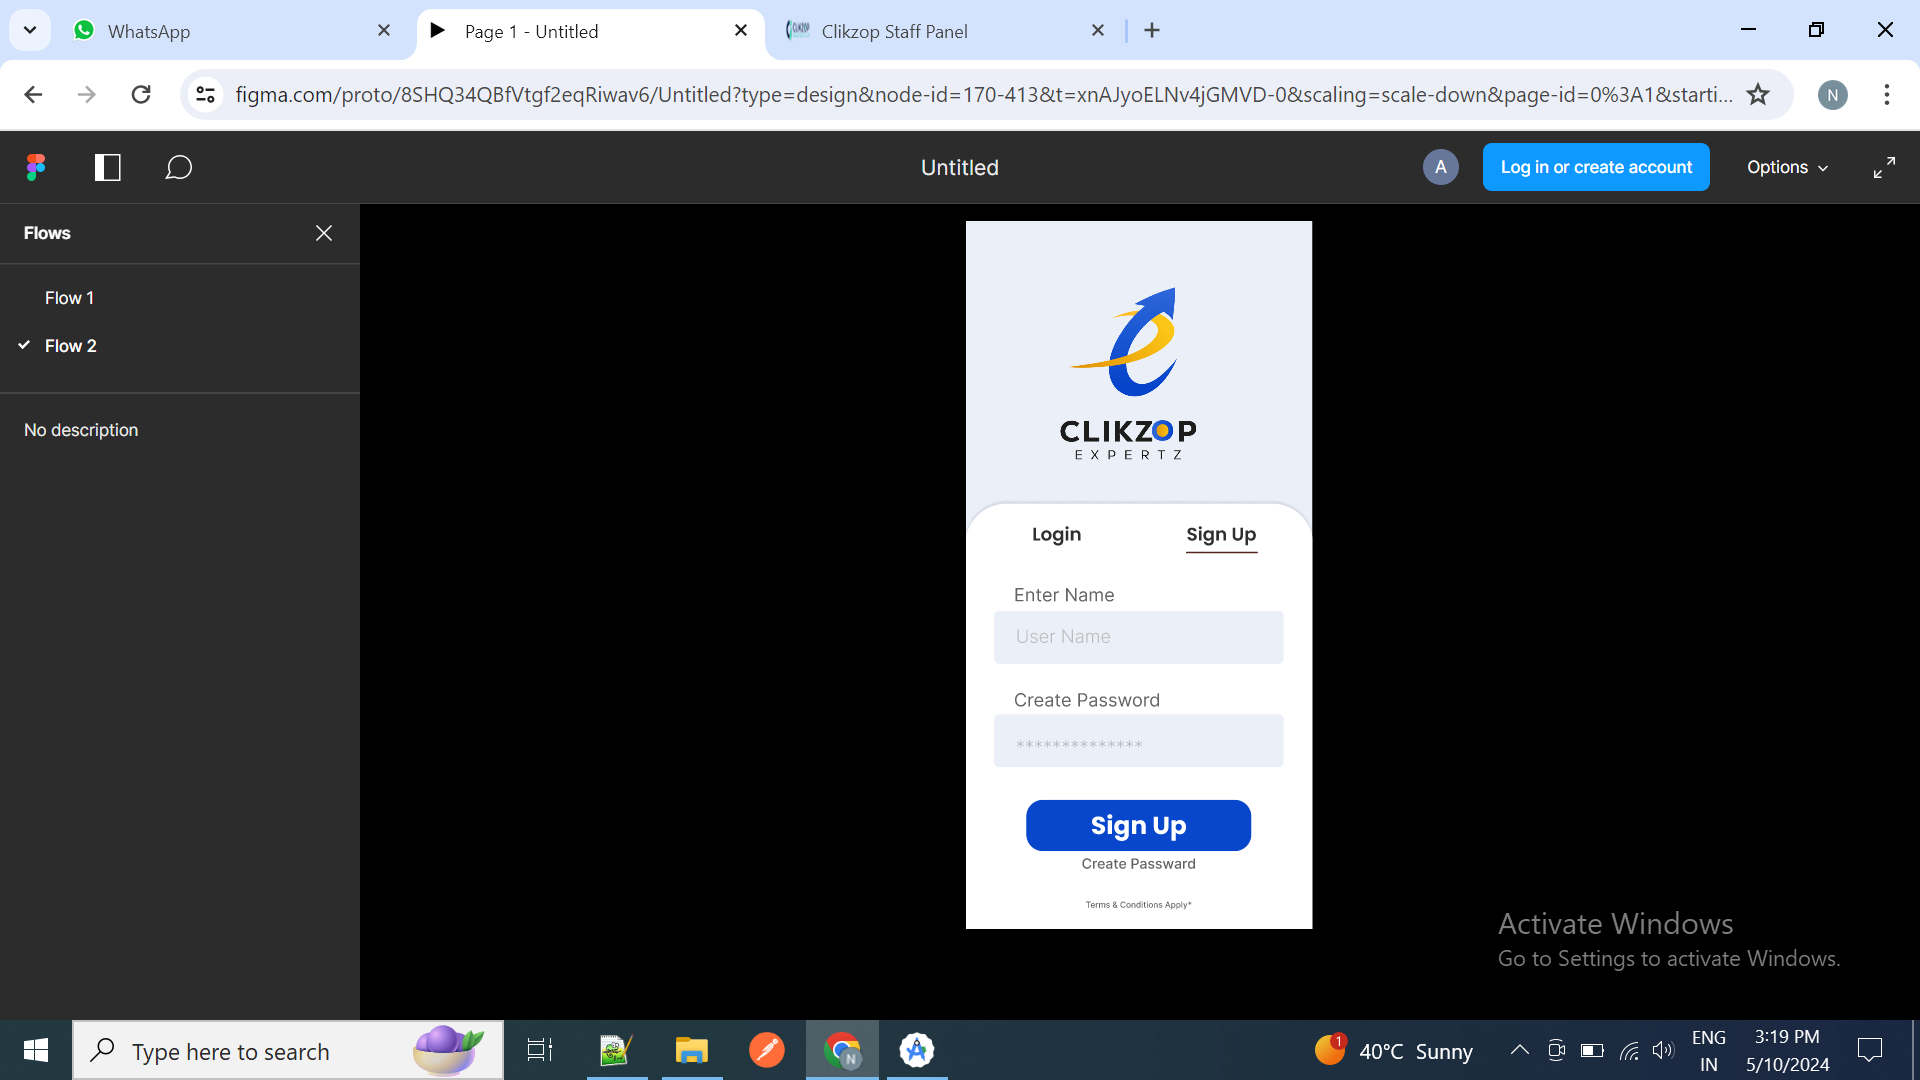 WhatsApp
Page 1 - Untitled
Clikzop Staff Panel
figma.com/proto/8SHQ34QBfVtgf2eqRiwav6/Untitled?type=design&node-id=170-413&t=xnAJyoELNv4jGMVD-0&scaling=scale-down&page-id=0%3A1&starti...
N
Untitled
A
Log in or create account
Options
Flows
Flow 1
Flow 2
No description
CLIKZOP
EXPERTZ
Login
Sign Up
Enter Name
User Name
Create Password
**************
Sign Up
Create Passward
Terms & Conditions Apply*
Activate Windows
Go to Settings to activate Windows.
Type here to search
N
1
40°C Sunny
ENG
IN
3:19 PM
5/10/2024